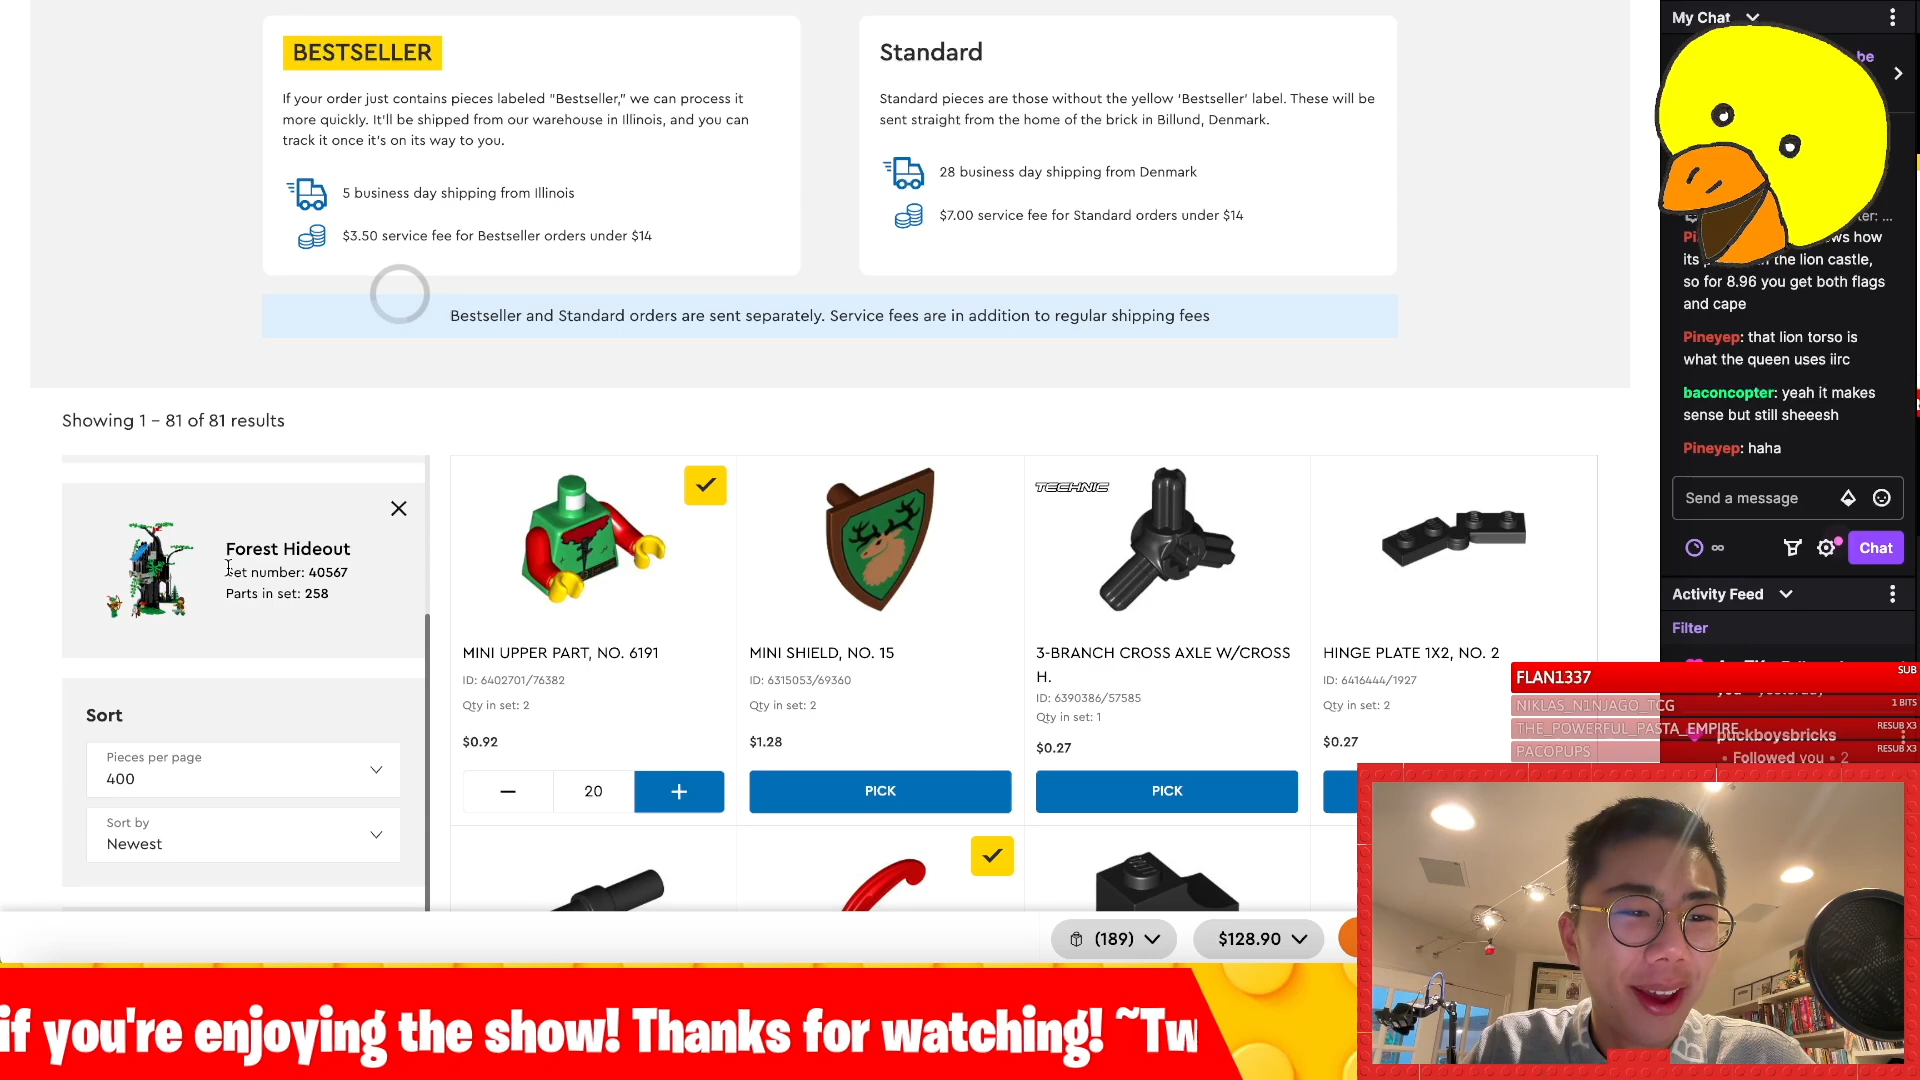 BESTSELLER
If your order just contains pieces labeled "Bestseller," we can process it
more quickly. It'll be shipped from our warehouse in Illinois, and you can
track it once it's on its way to you.
5 business day shipping from Illinois
$3.50 service fee for Bestseller orders under $14
Standard
Standard pieces are those without the yellow 'Bestseller' label. These will be
sent straight from the home of the brick in Billund, Denmark.
28 business day shipping from Denmark
$7.00 service fee for Standard orders under $14
Bestseller and Standard orders are sent separately. Service fees are in addition to regular shipping fees
Showing 1 - 81 of 81 results
Forest Hideout
Set number: 40567
Parts in set: 258
Sort
Pieces per page
400
Sort by
Newest
MINI UPPER PART, NO. 6191
ID: 6402701/76382
Qty in set: 2
$0.92
20
MINI SHIELD, NO. 15
ID: 6315053/69360
Qty in set: 2
$1.28
PICK
TECHNIC
3-BRANCH CROSS AXLE W/CROSS
H.
ID: 6390386/57585
Qty in set: 1
$0.27
PICK
HINGE PLATE 1X2, NO. 2
ID: 6416444/1927
Qty in set: 2
$0.27
(189)
$128.90
if you're enjoying the show! Thanks for watching! ~Tw
My Chat
be
ter: ...
ws how
the lion castle,
so for 8.96 you get both flags
and cape
Pineyep: that lion torso is
what the queen uses iirc
baconcopter: yeah it makes
sense but still sheeesh
Pineyep: haha
Send a message
Chat
Activity Feed
Filter
FLAN1337 SUB
NIKLAS_N1NJAGO_TCG 1 BITS
THE_POWERFUL_PASTA_EMPIRE RESUB X3
PACOPUPS RESUB X3
puckboysbricks
• Followed you • 2